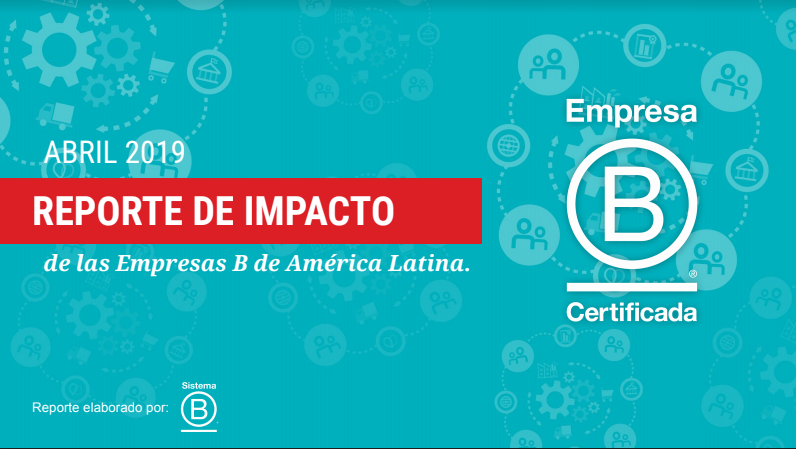 ABRIL 2019
REPORTE DE IMPACTO
de las Empresas B de América Latina.
Empresa
B
®
Certificada
Reporte elaborado por:
Sistema
B